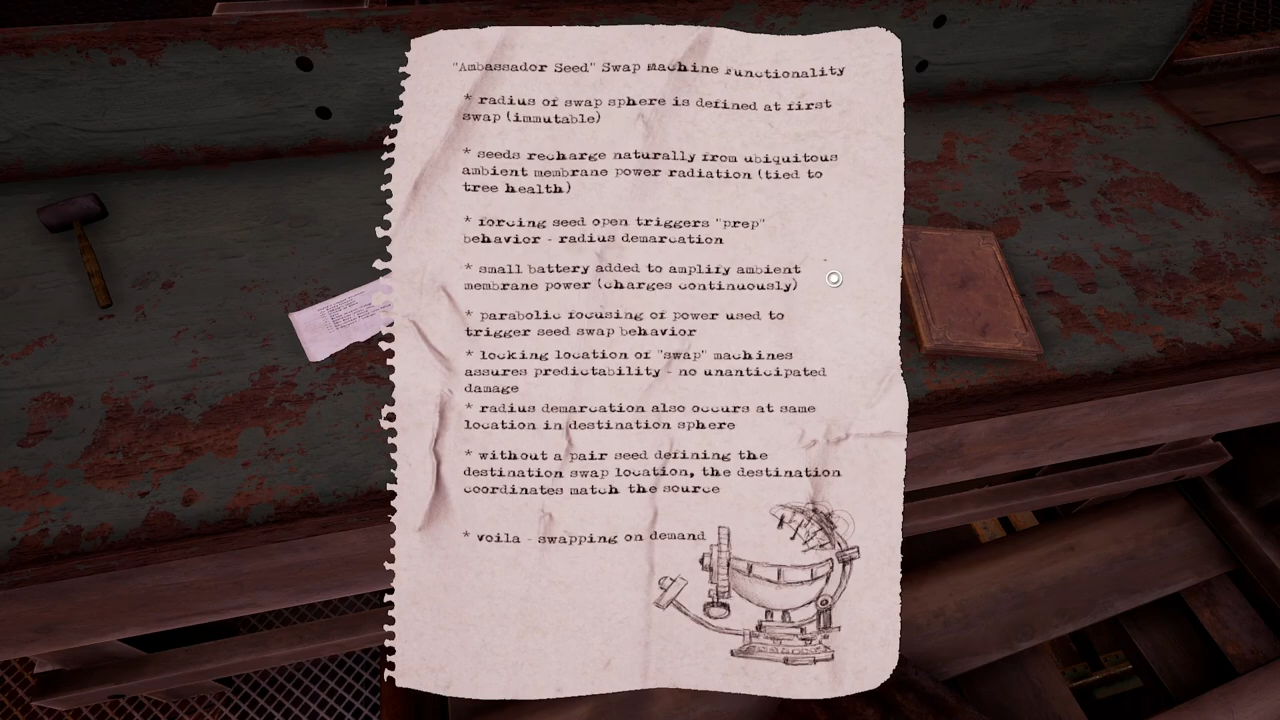 "Ambassador Seed" Swap Machine Functionality
* radius of swap sphere is defined at first
swap (immutable)
* seeds recharge naturally from ubiquitous
ambient membrane power radiation (tied to
tree health)
* forcing seed open triggers "prep"
behavior - radius demarcation
* small battery added to amplify ambient
membrane power (charges continuously)
* parabolic focusing of power used to
trigger seed swap behavior
* locking location of "swap" machines
assures predictability - no unanticipated
damage
* radius demarcation also occurs at same
location in destination sphere
* without a pair seed defining the
destination swap location, the destination
coordinates match the source
* voila - swapping on demand